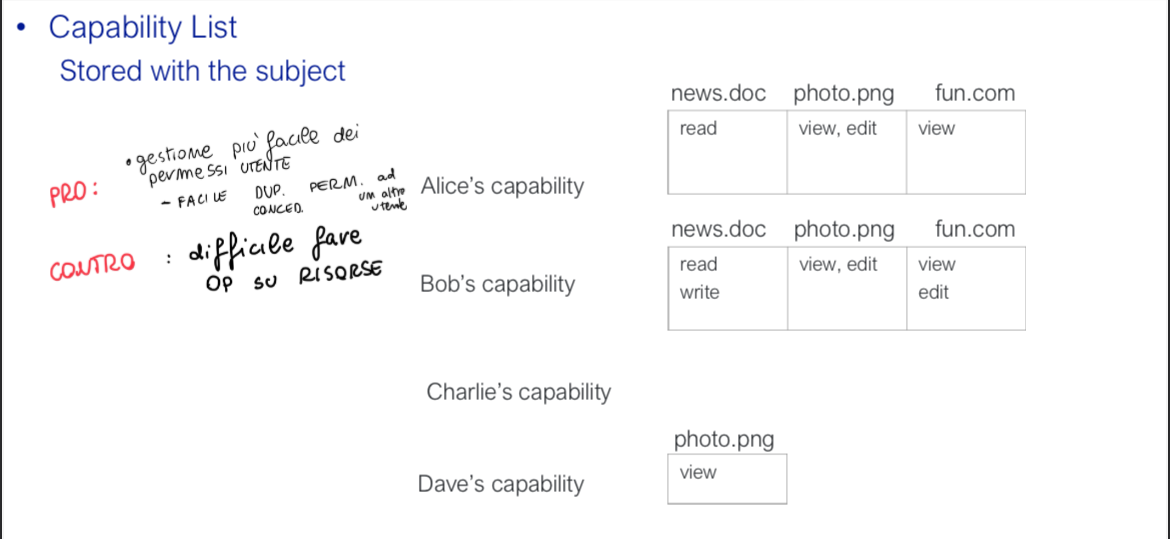 • Capability List
Stored with the subject
PRO:
• gestione più facile dei
permessi UTENTE
- FACILE DUP. PERM. ad
CONCED. um altro
utente
CONTRO : difficile fare
OP SU RISORSE
news.doc photo.png fun.com
read view, edit view
Alice's capability
news.doc photo.png fun.com
read view, edit view
write edit
Bob's capability
Charlie's capability
photo.png
view
Dave's capability